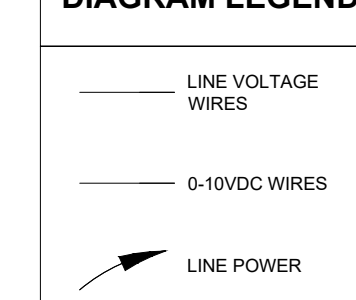 DIAGRAM LEGEND
LINE VOLTAGE
WIRES
0-10VDC WIRES
LINE POWER